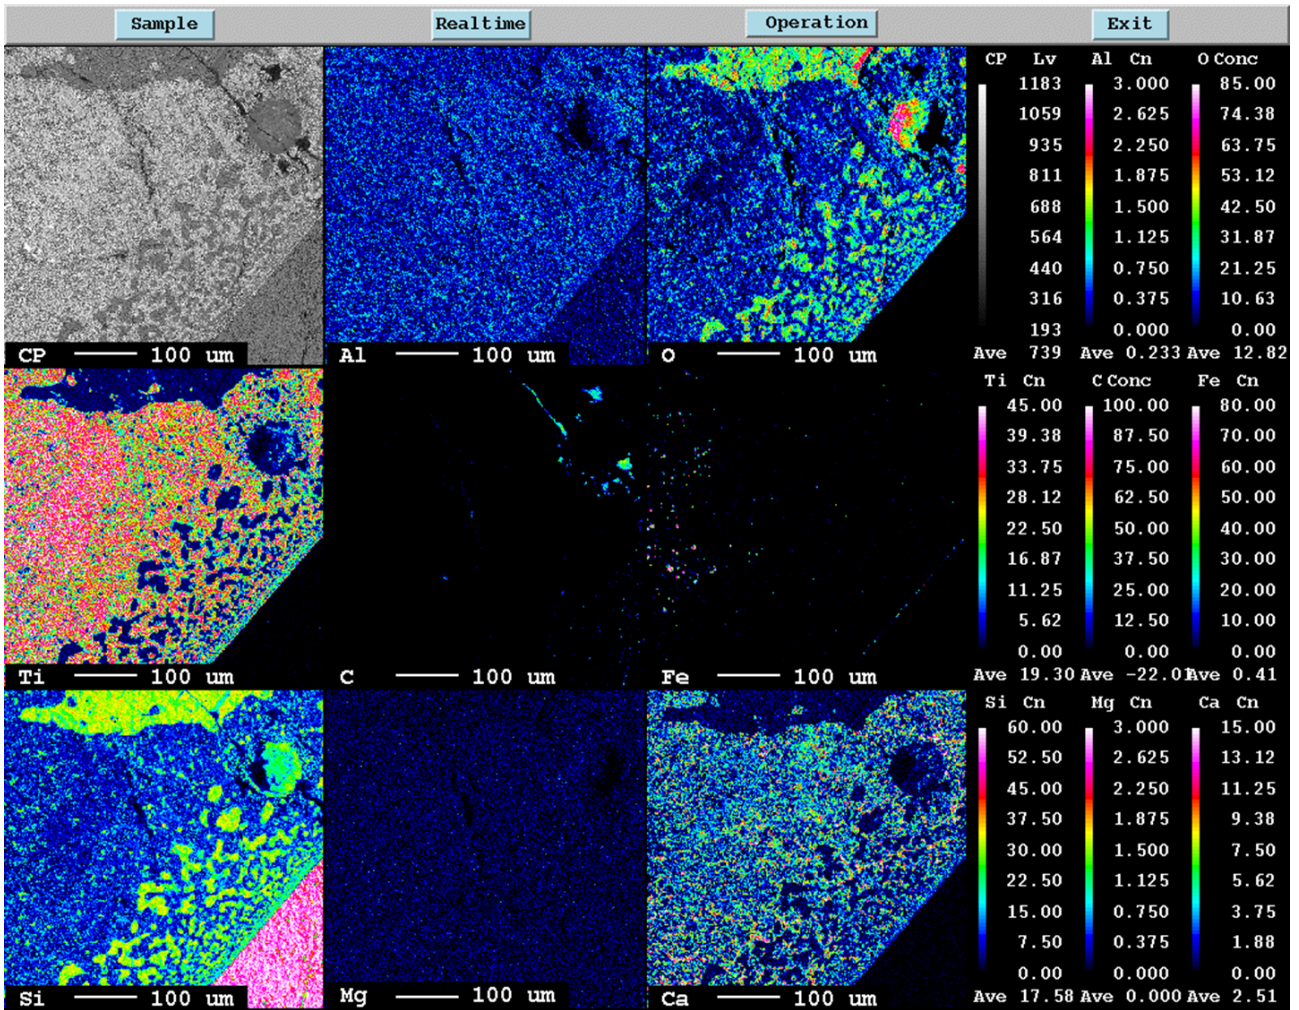 Sample Realtime Operation Exit
CP Lv Al Cn O Conc
1183 3.000 85.00
1059 2.625 74.38
935 2.250 63.75
811 1.875 53.12
688 1.500 42.50
564 1.125 31.87
440 0.750 21.25
316 0.375 10.63
193 0.000 0.00
CP 100 um Al 100 um O 100 um Ave 739 Ave 0.233 Ave 12.82
Ti Cn C Conc Fe Cn
45.00 100.00 80.00
39.38 87.50 70.00
33.75 75.00 60.00
28.12 62.50 50.00
22.50 50.00 40.00
16.87 37.50 30.00
11.25 25.00 20.00
5.62 12.50 10.00
0.00 0.00 0.00
Ti 100 um C 100 um Fe 100 um Ave 19.30 Ave -22.01 Ave 0.41
Si Cn Mg Cn Ca Cn
60.00 3.000 15.00
52.50 2.625 13.12
45.00 2.250 11.25
37.50 1.875 9.38
30.00 1.500 7.50
22.50 1.125 5.62
15.00 0.750 3.75
7.50 0.375 1.88
0.00 0.000 0.00
Si 100 um Mg 100 um Ca 100 um Ave 17.58 Ave 0.000 Ave 2.51